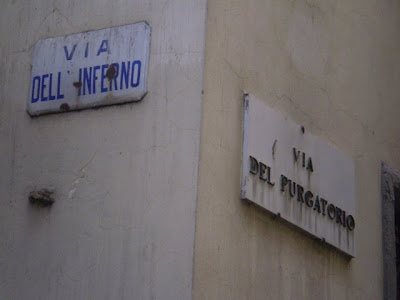 VIA
DELL' INFERNO
VIA
DEL PURGATORIO